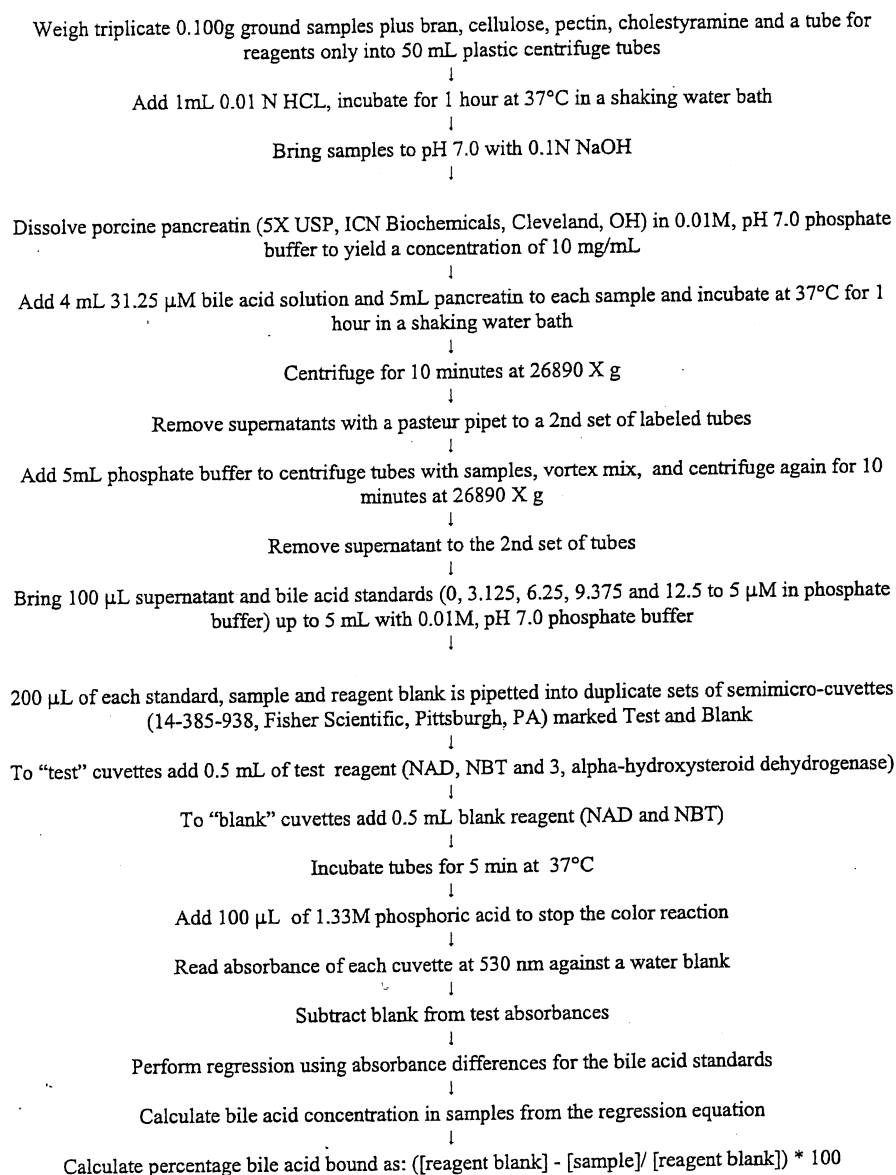 Weigh triplicate 0.100g ground samples plus bran, cellulose, pectin, cholestyramine and a tube for
reagents only into 50 mL plastic centrifuge tubes
↓
Add 1mL 0.01 N HCL, incubate for 1 hour at 37°C in a shaking water bath
↓
Bring samples to pH 7.0 with 0.1N NaOH
↓
Dissolve porcine pancreatin (5X USP, ICN Biochemicals, Cleveland, OH) in 0.01M, pH 7.0 phosphate
buffer to yield a concentration of 10 mg/mL
↓
Add 4 mL 31.25 µM bile acid solution and 5mL pancreatin to each sample and incubate at 37°C for 1
hour in a shaking water bath
↓
Centrifuge for 10 minutes at 26890 X g
↓
Remove supernatants with a pasteur pipet to a 2nd set of labeled tubes
↓
Add 5mL phosphate buffer to centrifuge tubes with samples, vortex mix, and centrifuge again for 10
minutes at 26890 X g
↓
Remove supernatant to the 2nd set of tubes
↓
Bring 100 µL supernatant and bile acid standards (0, 3.125, 6.25, 9.375 and 12.5 to 5 µM in phosphate
buffer) up to 5 mL with 0.01M, pH 7.0 phosphate buffer
↓
200 µL of each standard, sample and reagent blank is pipetted into duplicate sets of semimicro-cuvettes
(14-385-938, Fisher Scientific, Pittsburgh, PA) marked Test and Blank
↓
To “test” cuvettes add 0.5 mL of test reagent (NAD, NBT and 3, alpha-hydroxysteroid dehydrogenase)
↓
To “blank” cuvettes add 0.5 mL blank reagent (NAD and NBT)
↓
Incubate tubes for 5 min at 37°C
↓
Add 100 µL of 1.33M phosphoric acid to stop the color reaction
↓
Read absorbance of each cuvette at 530 nm against a water blank
↓
Subtract blank from test absorbances
↓
Perform regression using absorbance differences for the bile acid standards
↓
Calculate bile acid concentration in samples from the regression equation
↓
Calculate percentage bile acid bound as: ([reagent blank] - [sample]/ [reagent blank]) * 100